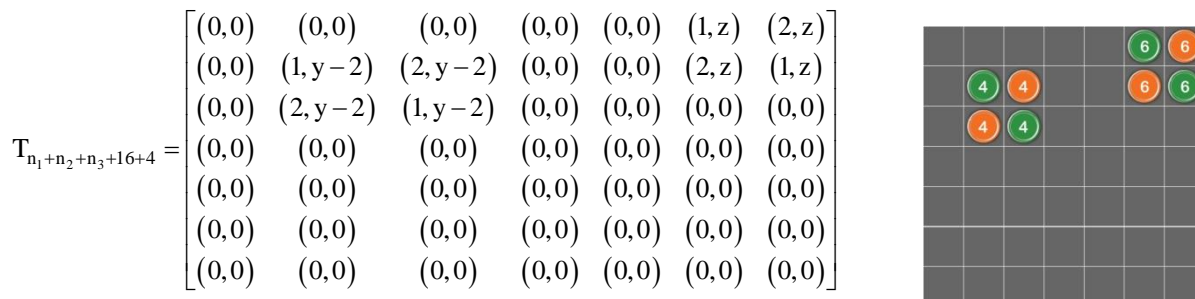 (0,0) (0,0) (0,0) (0,0) (0,0) (1,z) (2,z)
(0,0) (1,y−2) (2,y−2) (0,0) (0,0) (2,z) (1,z)
(0,0) (2,y−2) (1,y−2) (0,0) (0,0) (0,0) (0,0)
T_{n_1+n_2+n_3+16+4} = (0,0) (0,0) (0,0) (0,0) (0,0) (0,0) (0,0)
(0,0) (0,0) (0,0) (0,0) (0,0) (0,0) (0,0)
(0,0) (0,0) (0,0) (0,0) (0,0) (0,0) (0,0)
(0,0) (0,0) (0,0) (0,0) (0,0) (0,0) (0,0)
6 6
4 4 6 6
4 4